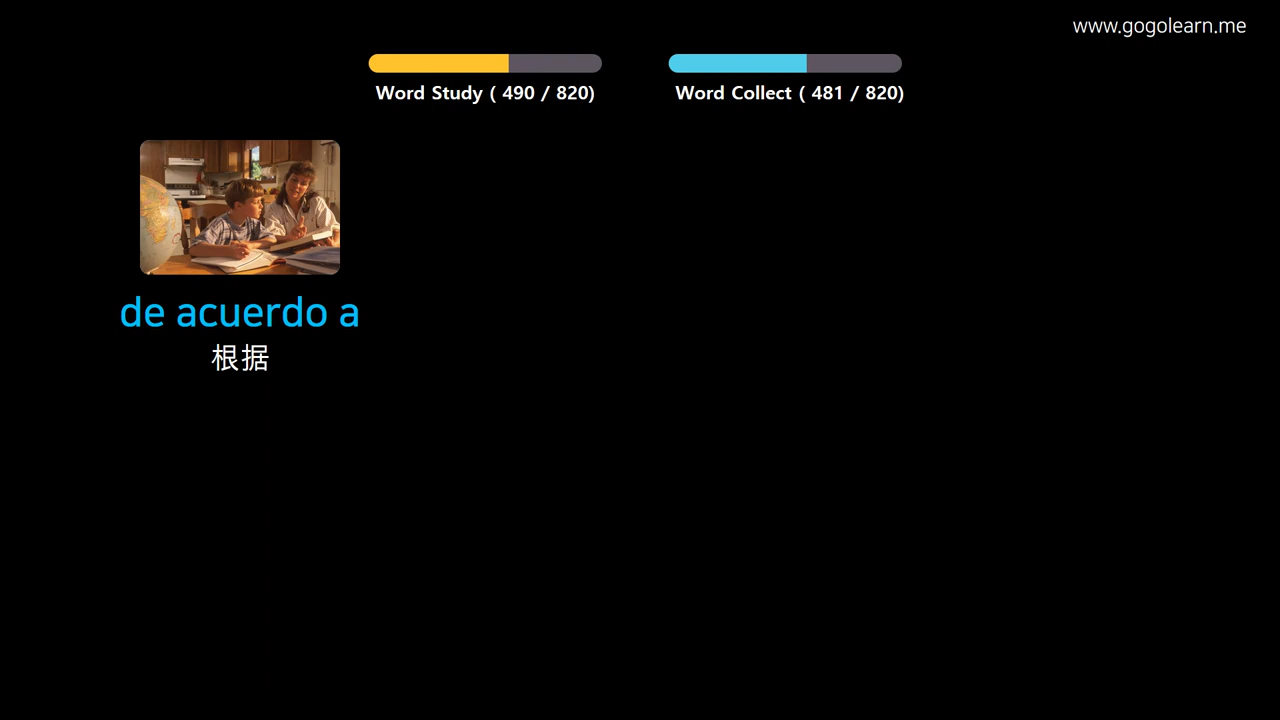 www.gogolearn.me
Word Study ( 490 / 820)
Word Collect ( 481 / 820)
de acuerdo a
根据